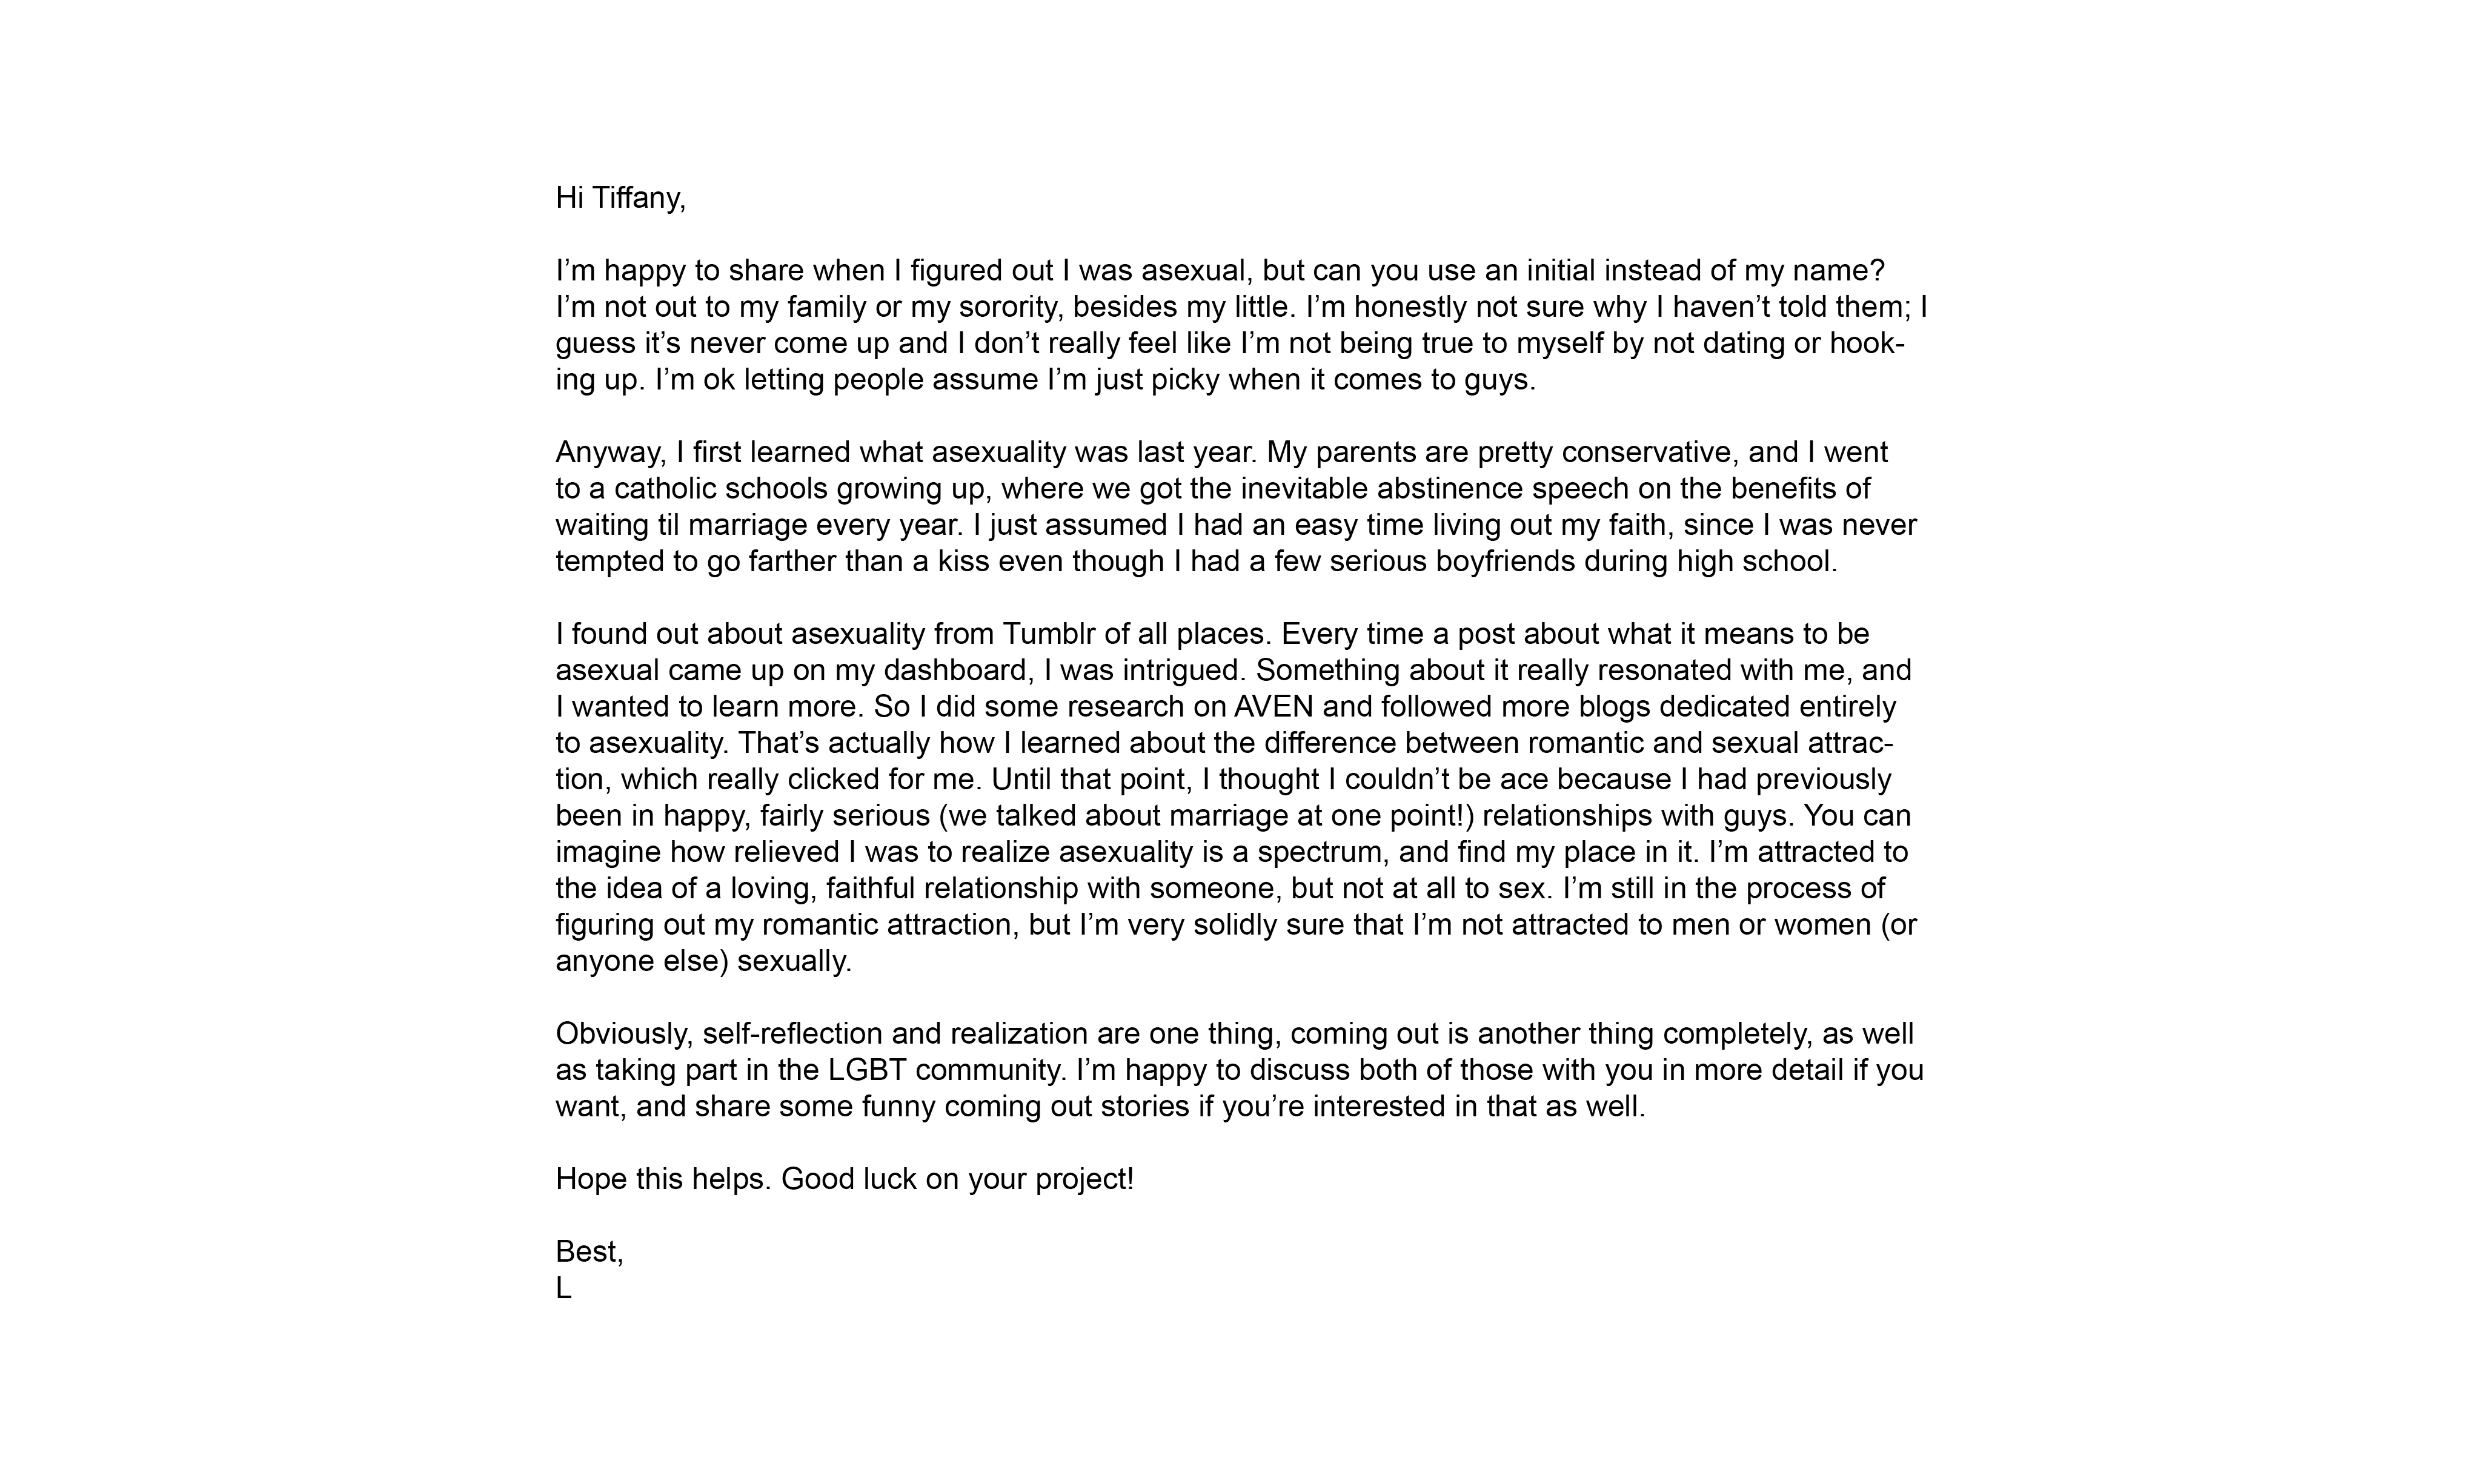 Hi Tiffany,
I’m happy to share when I figured out I was asexual, but can you use an initial instead of my name?
I’m not out to my family or my sorority, besides my little. I’m honestly not sure why I haven’t told them; I
guess it’s never come up and I don’t really feel like I’m not being true to myself by not dating or hook-
ing up. I’m ok letting people assume I’m just picky when it comes to guys.
Anyway, I first learned what asexuality was last year. My parents are pretty conservative, and I went
to a catholic schools growing up, where we got the inevitable abstinence speech on the benefits of
waiting til marriage every year. I just assumed I had an easy time living out my faith, since I was never
tempted to go farther than a kiss even though I had a few serious boyfriends during high school.
I found out about asexuality from Tumblr of all places. Every time a post about what it means to be
asexual came up on my dashboard, I was intrigued. Something about it really resonated with me, and
I wanted to learn more. So I did some research on AVEN and followed more blogs dedicated entirely
to asexuality. That’s actually how I learned about the difference between romantic and sexual attrac-
tion, which really clicked for me. Until that point, I thought I couldn’t be ace because I had previously
been in happy, fairly serious (we talked about marriage at one point!) relationships with guys. You can
imagine how relieved I was to realize asexuality is a spectrum, and find my place in it. I’m attracted to
the idea of a loving, faithful relationship with someone, but not at all to sex. I’m still in the process of
figuring out my romantic attraction, but I’m very solidly sure that I’m not attracted to men or women (or
anyone else) sexually.
Obviously, self-reflection and realization are one thing, coming out is another thing completely, as well
as taking part in the LGBT community. I’m happy to discuss both of those with you in more detail if you
want, and share some funny coming out stories if you’re interested in that as well.
Hope this helps. Good luck on your project!
Best,
L